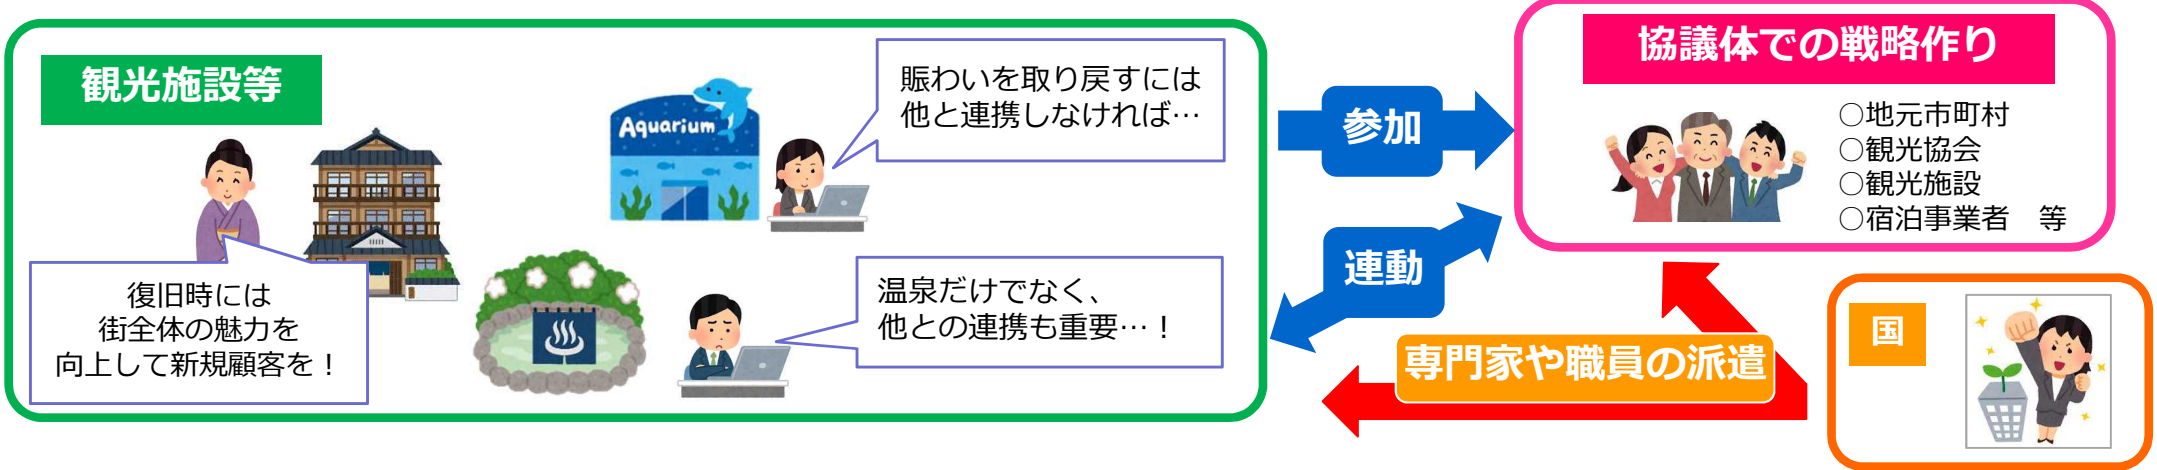 観光施設等
Aquarium
賑わいを取り戻すには
他と連携しなければ…
復旧時には
街全体の魅力を
向上して新規顧客を！
温泉だけでなく、
他との連携も重要…！
参加
連動
協議体での戦略作り
○地元市町村
○観光協会
○観光施設
○宿泊事業者　等
専門家や職員の派遣
国